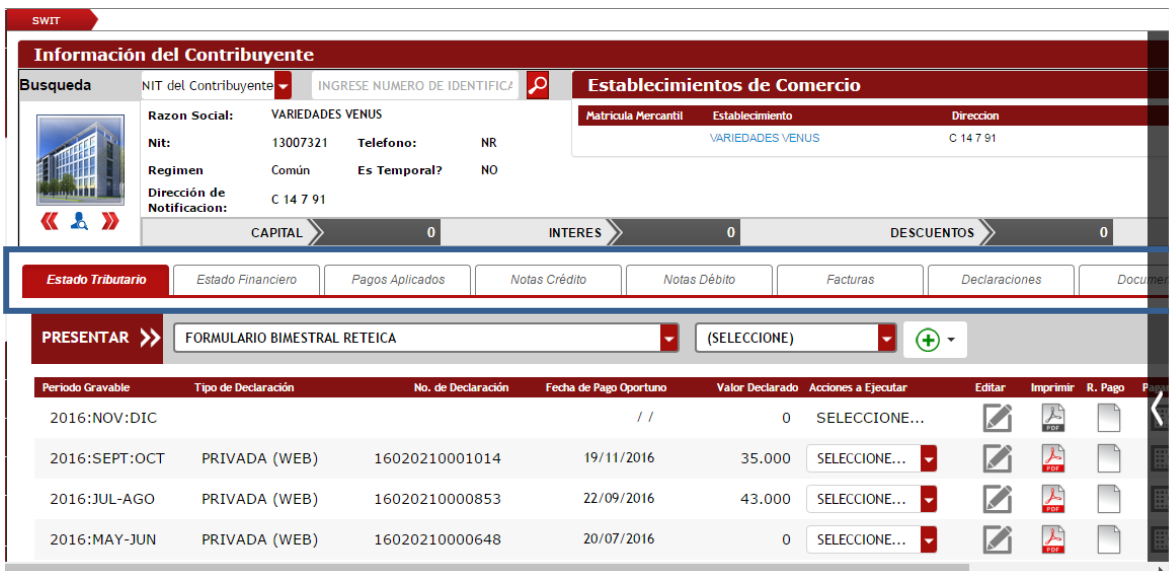 SWIT
Información del Contribuyente
Busqueda NIT del Contribuyente INGRESE NUMERO DE IDENTIFICA
Establecimientos de Comercio
Matricula Mercantil Establecimiento Direccion
VARIEDADES VENUS C 14 7 91
Razon Social: VARIEDADES VENUS
Nit: 13007321 Telefono: NR
Regimen Común Es Temporal? NO
Dirección de
Notificacion: C 14 7 91
CAPITAL 0 INTERES 0 DESCUENTOS 0
Estado Tributario Estado Financiero Pagos Aplicados Notas Crédito Notas Débito Facturas Declaraciones Documen
PRESENTAR FORMULARIO BIMESTRAL RETEICA (SELECCIONE)
Periodo Gravable Tipo de Declaración No. de Declaración Fecha de Pago Oportuno Valor Declarado Acciones a Ejecutar Editar Imprimir R. Pago
2016:NOV:DIC / / 0 SELECCIONE... PDF
2016:SEPT:OCT PRIVADA (WEB) 16020210001014 19/11/2016 35.000 SELECCIONE... PDF
2016:JUL-AGO PRIVADA (WEB) 16020210000853 22/09/2016 43.000 SELECCIONE... PDF
2016:MAY-JUN PRIVADA (WEB) 16020210000648 20/07/2016 0 SELECCIONE... PDF